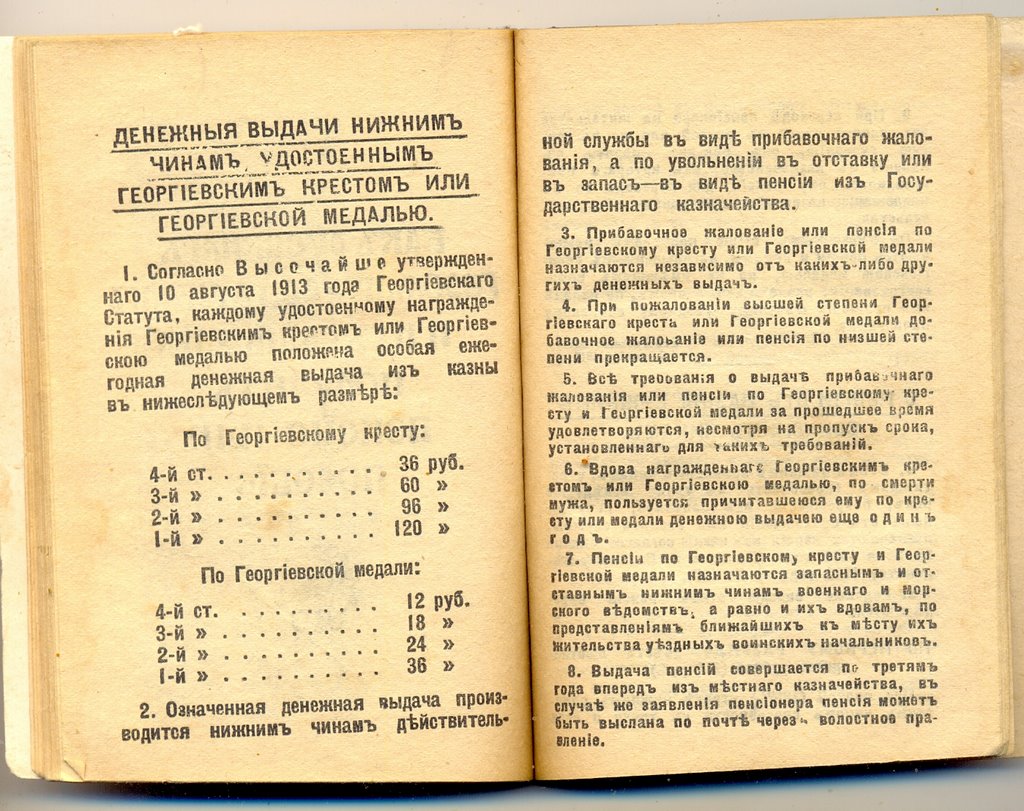 ДЕНЕЖНЫЯ ВЫДАЧИ НИЖНИМЪ
ЧИНАМЪ, УДОСТОЕННЫМЪ
ГЕОРГІЕВСКИМЪ КРЕСТОМЪ ИЛИ
ГЕОРГІЕВСКОЙ МЕДАЛЬЮ.
1. Согласно Высочайше утвержден-
наго 10 августа 1913 года Георгіевскаго
Статута, каждому удостоенному награжде-
нія Георгіевскимъ крестомъ или Георгіев-
скою медалью положена особая еже-
годная денежная выдача изъ казны
въ нижеслѣдующемъ размѣрѣ:
По Георгіевскому кресту:
4-й ст. . . . . . . . . . . 36 руб.
3-й » . . . . . . . . . . . 60 »
2-й » . . . . . . . . . . . 96 »
1-й » . . . . . . . . . . . 120 »
По Георгіевской медали:
4-й ст. . . . . . . . . . . 12 руб.
3-й » . . . . . . . . . . . 18 »
2-й » . . . . . . . . . . . 24 »
1-й » . . . . . . . . . . . 36 »
2. Означенная денежная выдача произ-
водится нижнимъ чинамъ дѣйствитель-
ной службы въ видѣ прибавочнаго жало-
ванія, а по увольненіи въ отставку или
въ запасъ—въ видѣ пенсіи изъ Госу-
дарственнаго казначейства.
3. Прибавочное жалованіе или пенсія по
Георгіевскому кресту или Георгіевской медали
назначаются независимо отъ какихъ-либо дру-
гихъ денежныхъ выдачъ.
4. При пожалованіи высшей степени Геор-
гіевскаго креста или Георгіевской медали до-
бавочное жалованіе или пенсія по низшей сте-
пени прекращается.
5. Всѣ требованія о выдачѣ прибавочнаго
жалованія или пенсіи по Георгіевскому кре-
сту и Георгіевской медали за прошедшее время
удовлетворяются, несмотря на пропускъ срока,
установленнаго для такихъ требованій.
6. Вдова награжденнаго Георгіевскимъ кре-
стомъ или Георгіевскою медалью, по смерти
мужа, пользуется причитавшеюся ему по кре-
сту или медали денежною выдачею еще одинъ
годъ.
7. Пенсіи по Георгіевскому кресту и Геор-
гіевской медали назначаются запаснымъ и от-
ставнымъ нижнимъ чинамъ военнаго и мор-
ского вѣдомствъ, а равно и ихъ вдовамъ, по
представленіямъ ближайшихъ къ мѣсту ихъ
жительства уѣздныхъ воинскихъ начальниковъ.
8. Выдача пенсій совершается по третямъ
года впередъ изъ мѣстнаго казначейства, въ
случаѣ же заявленія пенсіонера пенсія можетъ
быть выслана по почтѣ черезъ волостное пра-
вленіе.